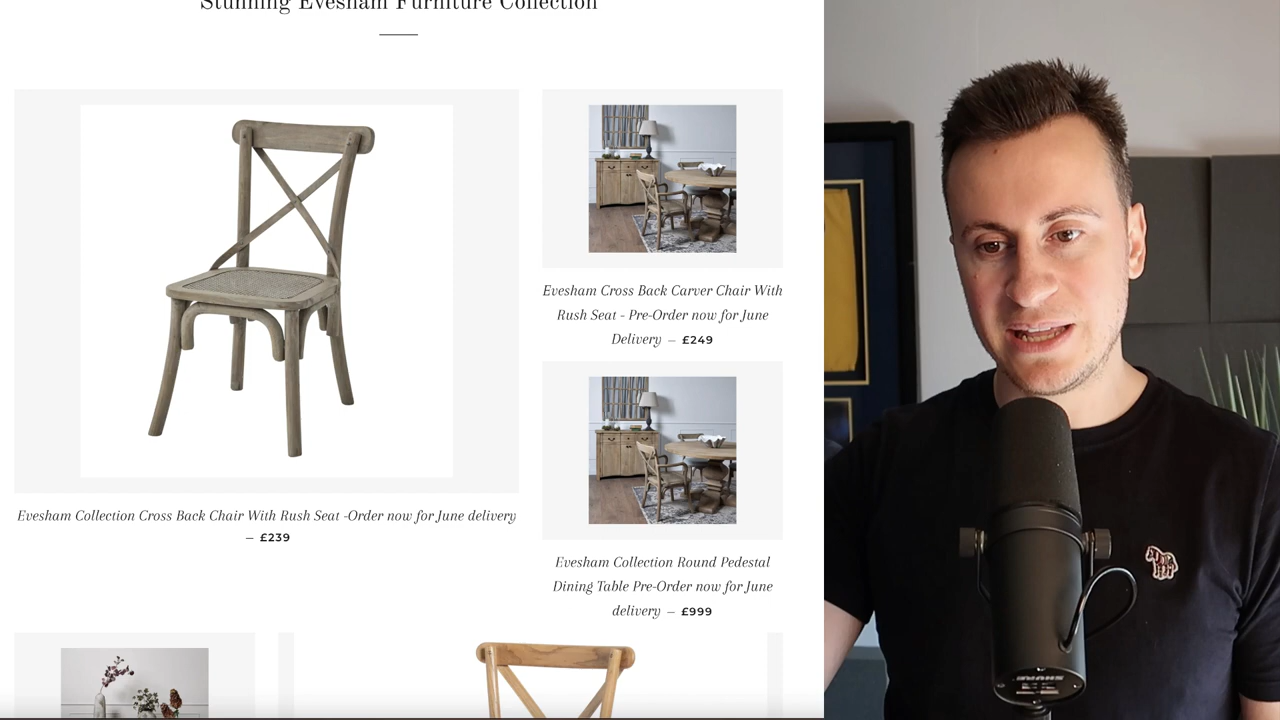 Stunning Evesham Furniture Collection
Evesham Collection Cross Back Chair With Rush Seat -Order now for June delivery
— £239
Evesham Cross Back Carver Chair With
Rush Seat - Pre-Order now for June
Delivery — £249
Evesham Collection Round Pedestal
Dining Table Pre-Order now for June
delivery — £999